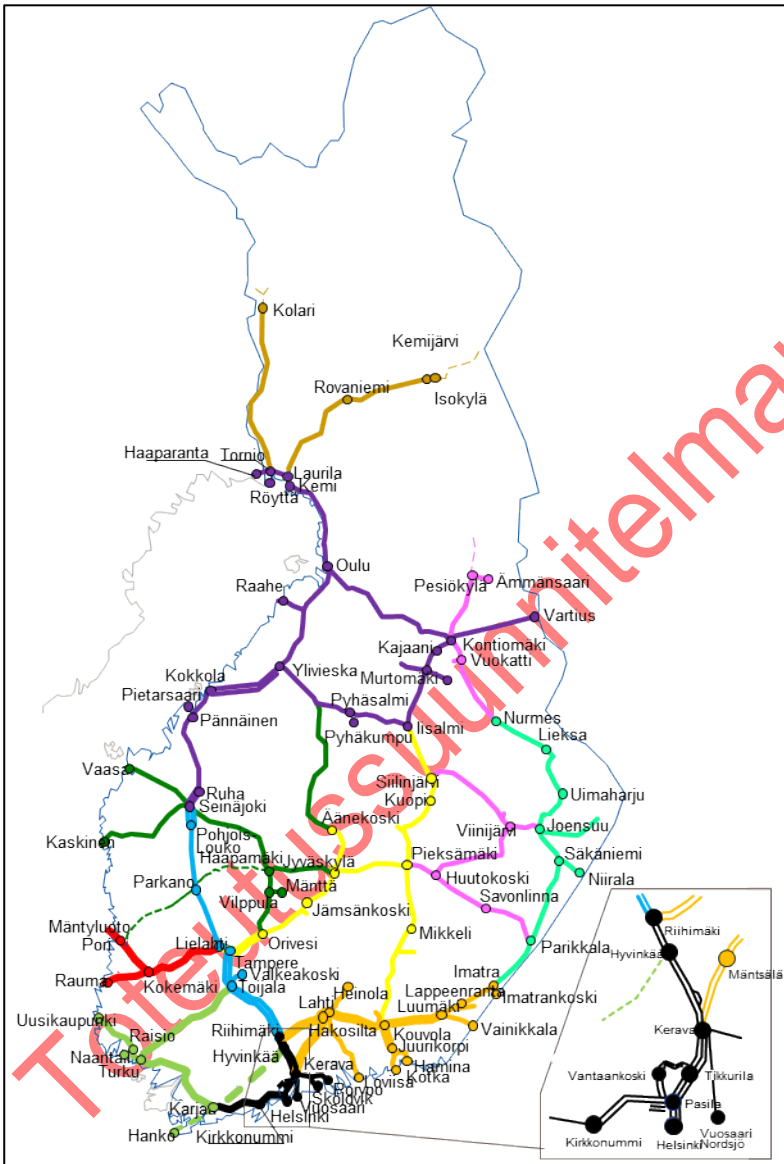 Kolari
Kemijärvi
Rovaniemi
Isokylä
Haaparanta
Tornio
Laurila
Kemi
Röyttä
Oulu
Raahe
Pesiökylä
Ämmänsaari
Vartius
Kajaani
Kontiomäki
Vuokatti
Kokkola
Ylivieska
Murtomäki
Pietarsaari
Pännäinen
Pyhäsalmi
Pyhäkumpu
Iisalmi
Nurmes
Lieksa
Vaasa
Ruha
Seinäjoki
Siilinjärvi
Kuopi
Uimaharju
Kaskinen
Pohjois-
Louko
Äänekoski
Viinijärvi
Joensuu
Haapamäki
Jyväskylä
Pieksämäki
Säkäniemi
Parkano
Mänttä
Huutokoski
Niirala
Vilppula
Jämsänkoski
Savonlinna
Mäntyluoto
Pori
Lielahti
Orivesi
Mikkeli
Parikkala
Tampere
Valkeakoski
Rauma
Kokemäki
Toijala
Imatra
Imatrankoski
Heinola
Lappeenranta
Lahti
Luumäki
Uusikaupunki
Raisio
Riihimäki
Hakosilta
Kouvola
Vainikkala
Naantali
Turku
Hyvinkää
Juurikorpi
Kerava
Hamina
Kotka
Loviisa
Porvoo
Sköldvik
Vuosaari
Karjaa
Helsinki
Hanko
Kirkkonummi
Riihimäki
Hyvinkää
Mäntsälä
Kerava
Vantaankoski
Tikkurila
Pasila
Kirkkonummi
Helsinki
Vuosaari
Nordsjö